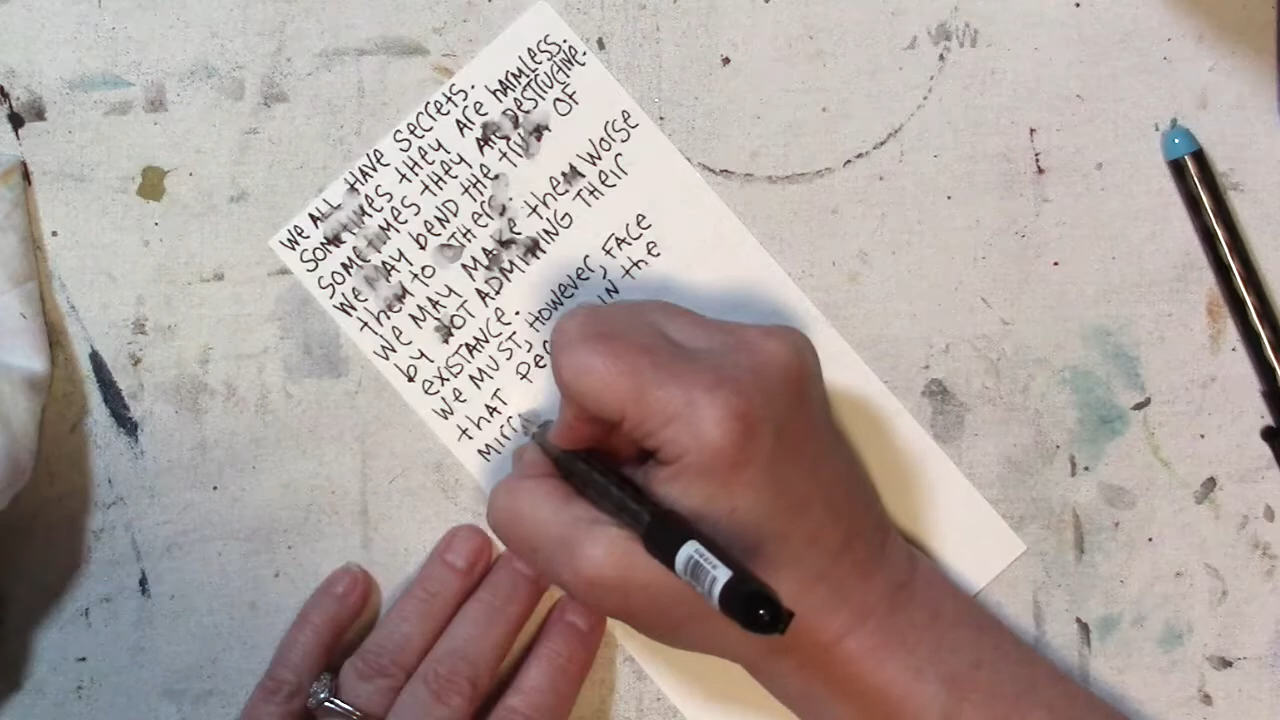 We ALL HAVE Secrets.
SOMETIMES THEY Are HArMLess.
SOMETIMES THEY Are Destructive.
We MAY bEND THE truth OF
them to OTHers.
We MAY MAKE them Worse
by NOT ADMITTING THeir
eXISTANCE.
We MUST, However, FACE
tHAT IN the
Mirr